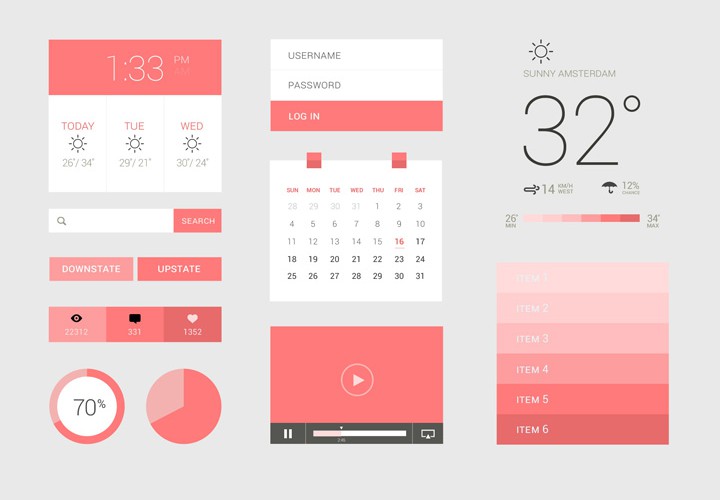 1:33 PM
AM
TODAY TUE WED
26°/ 34° 29°/ 21° 30°/ 24°
SEARCH
DOWNSTATE UPSTATE
22312 331 1352
70%
USERNAME
PASSWORD
LOG IN
SUN MON TUE WED THU FRI SAT
28 29 30 31 1 2 3
4 5 6 7 8 9 10
11 12 13 14 15 16 17
18 19 20 21 22 23 24
25 26 27 28 29 30 31
SUNNY AMSTERDAM
32°
14 KM/H WEST 12% CHANCE
26° MIN 34° MAX
ITEM 1
ITEM 2
ITEM 3
ITEM 4
ITEM 5
ITEM 6